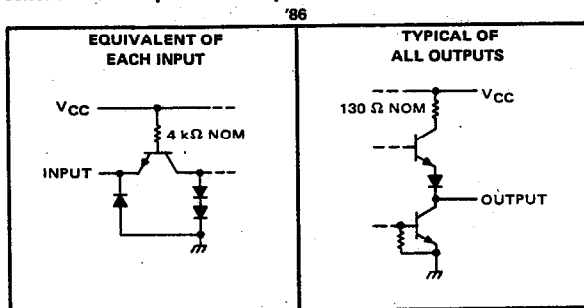 '86
EQUIVALENT OF
EACH INPUT
VCC
4 kΩ NOM
INPUT
TYPICAL OF
ALL OUTPUTS
VCC
130 Ω NOM
OUTPUT